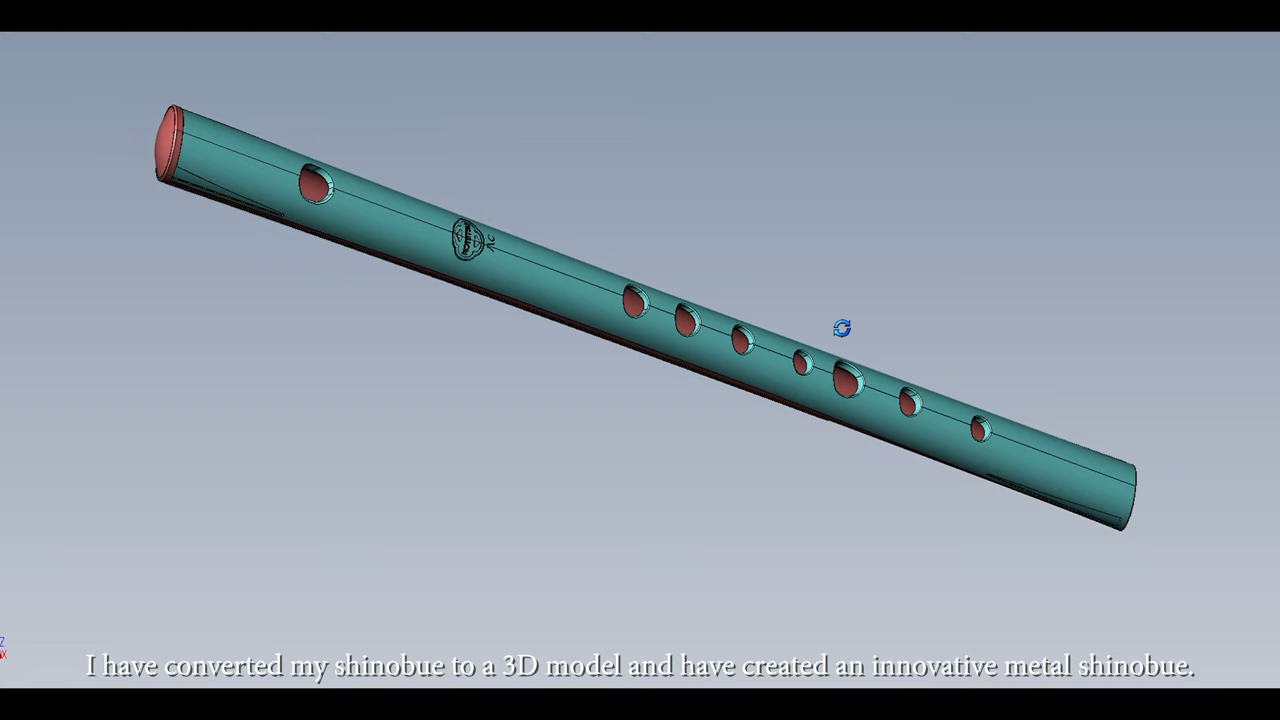 Z
X
I have converted my shinobue to a 3D model and have created an innovative metal shinobue.